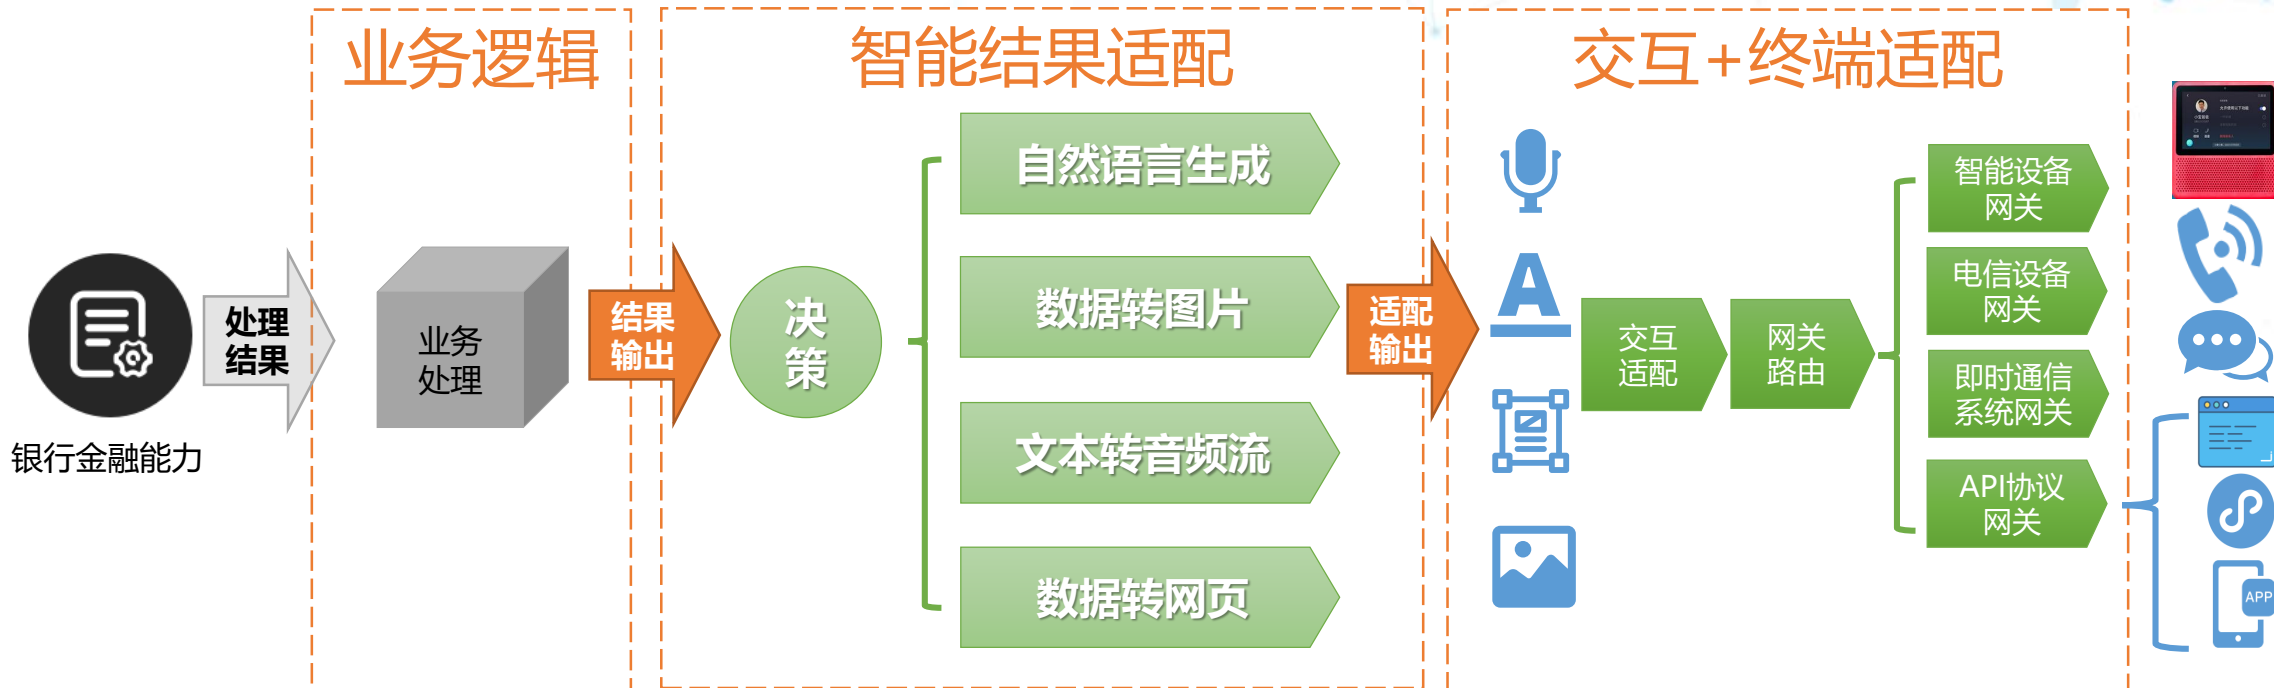 业务逻辑
智能结果适配
交互+终端适配
银行金融能力
处理
结果
业务
处理
结果
输出
决
策
自然语言生成
数据转图片
文本转音频流
数据转网页
适配
输出
A
交互
适配
网关
路由
智能设备
网关
电信设备
网关
即时通信
系统网关
API协议
网关
APP